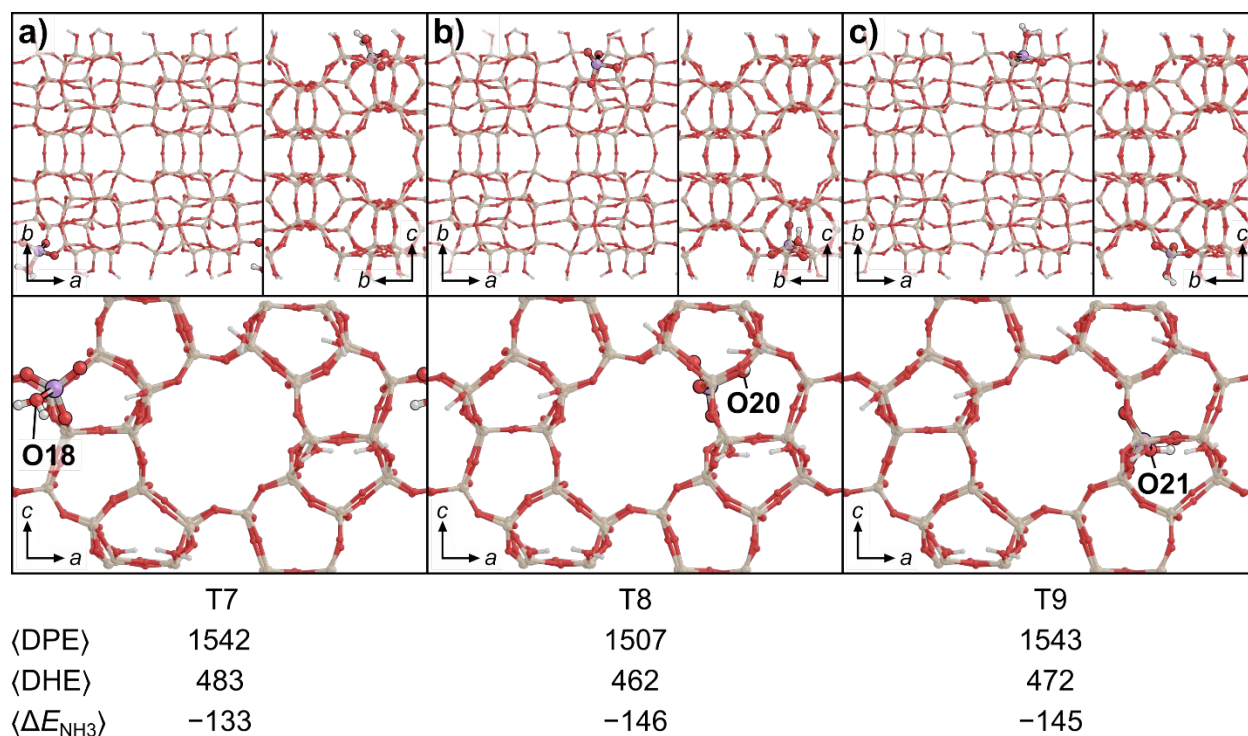 a)
b
a
c
b
b)
b
a
c
b
c)
b
a
c
b
O18
c
a
O20
c
a
O21
c
a
T7 T8 T9
⟨DPE⟩ 1542 1507 1543
⟨DHE⟩ 483 462 472
⟨ΔE_NH3⟩ −133 −146 −145